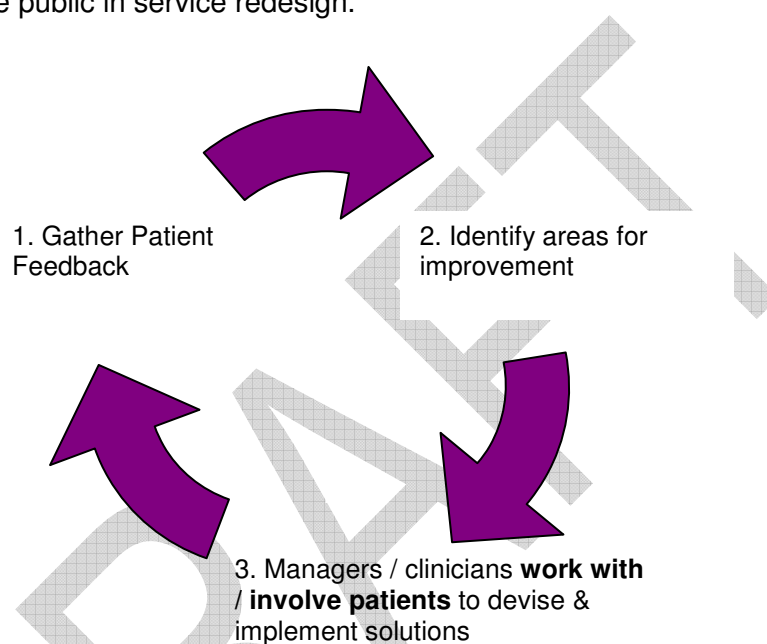 e public in service redesign.
1. Gather Patient
Feedback
2. Identify areas for
improvement
3. Managers / clinicians work with
/ involve patients to devise &
implement solutions
DRAFT